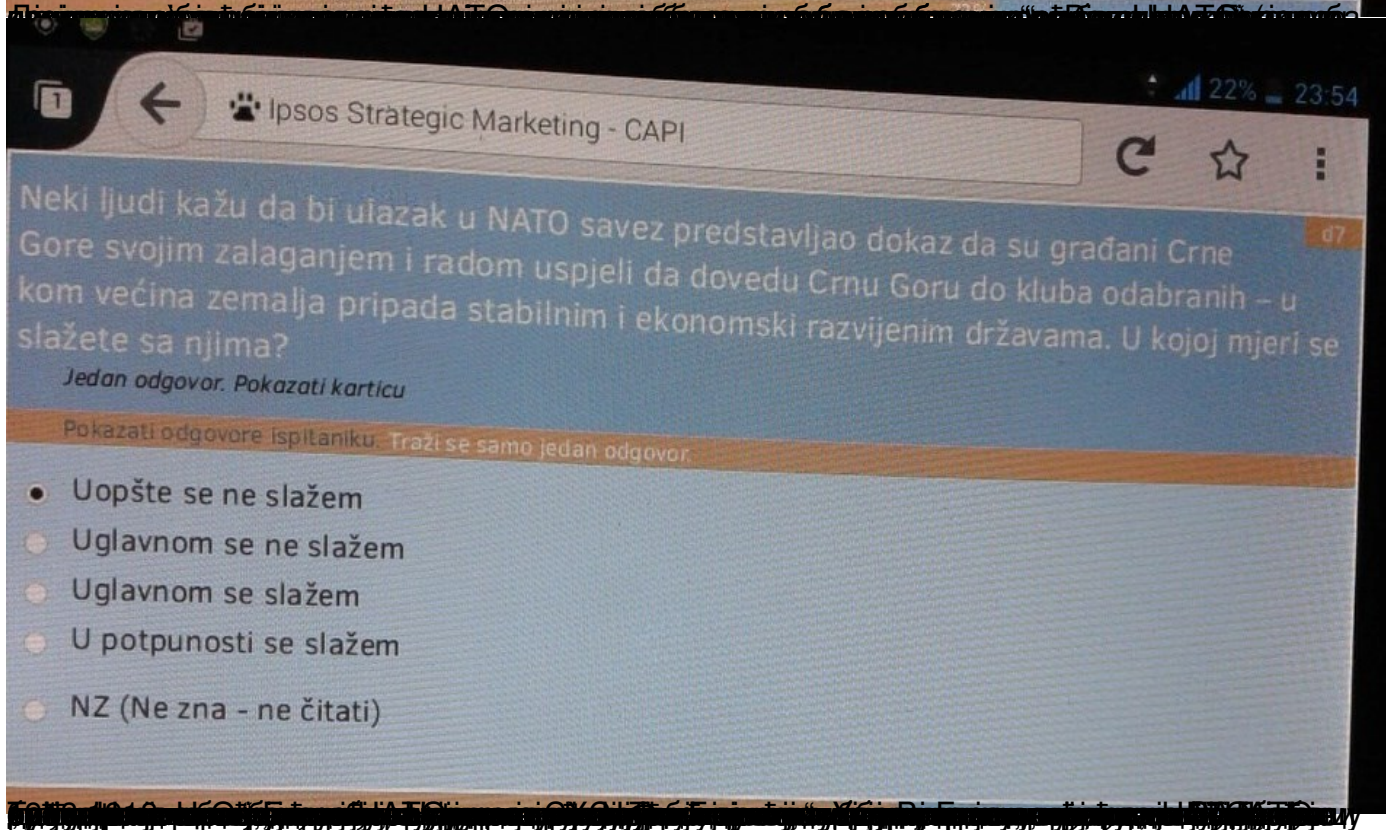 1
Ipsos Strategic Marketing - CAPI
22% 23:54
Neki ljudi kažu da bi ulazak u NATO savez predstavljao dokaz da su građani Crne
d7
Gore svojim zalaganjem i radom uspjeli da dovedu Crnu Goru do kluba odabranih – u
kom većina zemalja pripada stabilnim i ekonomski razvijenim državama. U kojoj mjeri se
slažete sa njima?
Jedan odgovor. Pokazati karticu
Pokazati odgovore ispitaniku. Traži se samo jedan odgovor.
Uopšte se ne slažem
Uglavnom se ne slažem
Uglavnom se slažem
U potpunosti se slažem
NZ (Ne zna - ne čitati)